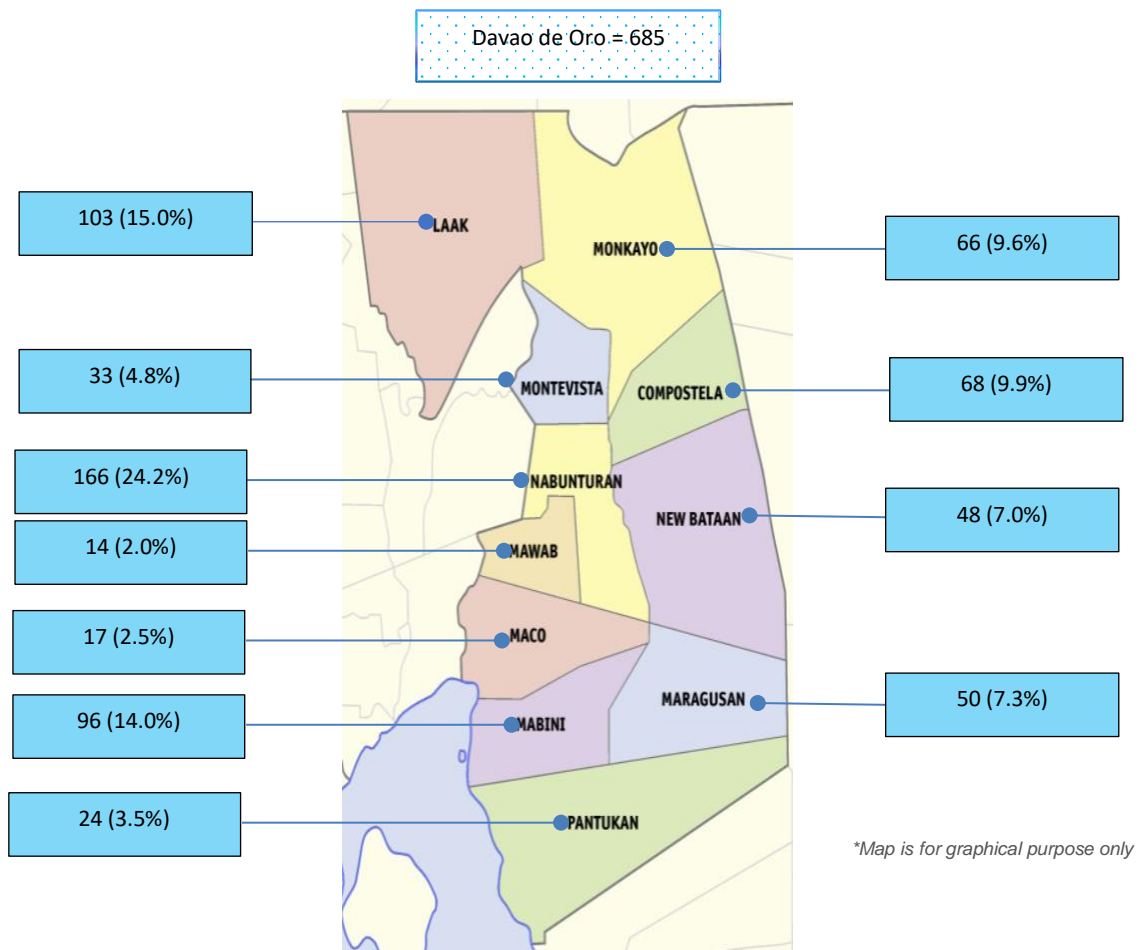 Davao de Oro = 685
103 (15.0%)
LAAK
MONKAYO
66 (9.6%)
33 (4.8%)
MONTEVISTA
COMPOSTELA
68 (9.9%)
166 (24.2%)
NABUNTURAN
NEW BATAAN
48 (7.0%)
14 (2.0%)
MAWAB
17 (2.5%)
MACO
MARAGUSAN
50 (7.3%)
96 (14.0%)
MABINI
24 (3.5%)
PANTUKAN
*Map is for graphical purpose only